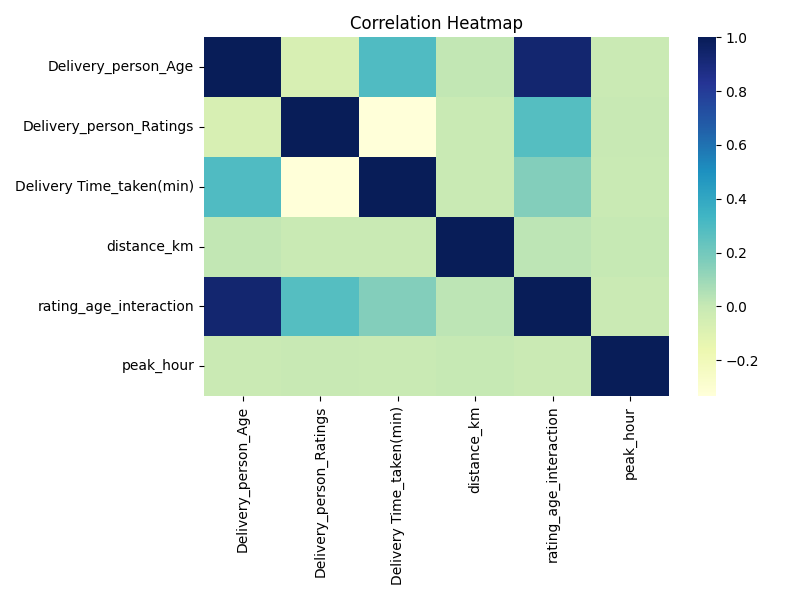 Correlation Heatmap
Delivery_person_Age
Delivery_person_Ratings
Delivery Time_taken(min)
distance_km
rating_age_interaction
peak_hour
Delivery_person_Age
Delivery_person_Ratings
Delivery Time_taken(min)
distance_km
rating_age_interaction
peak_hour
1.0
0.8
0.6
0.4
0.2
0.0
−0.2